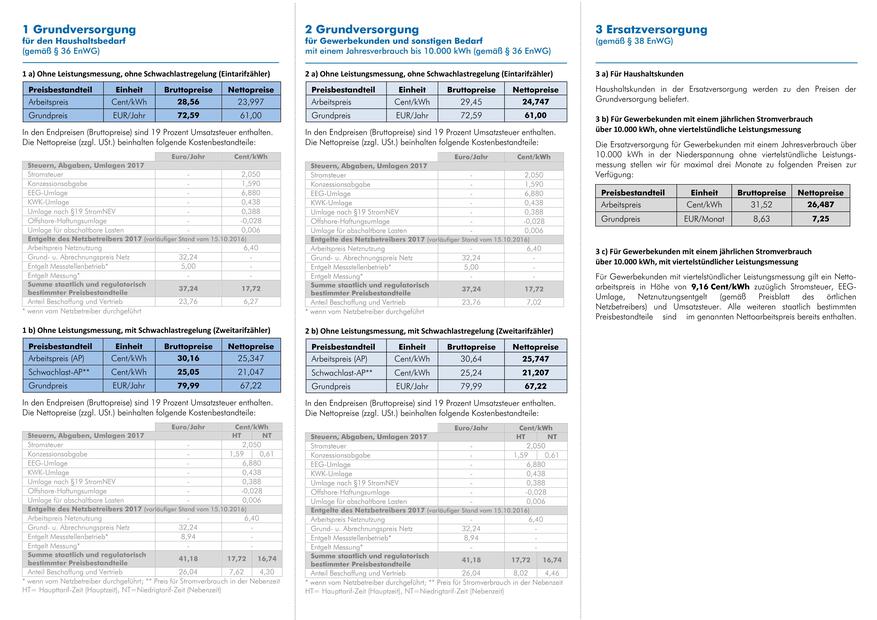 1 Grundversorgung
für den Haushaltsbedarf
(gemäß § 36 EnWG)
1 a) Ohne Leistungsmessung, ohne Schwachlastregelung (Eintarifzähler)
Preisbestandteil Einheit Bruttopreise Nettopreise
Arbeitspreis Cent/kWh 28,56 23,997
Grundpreis EUR/Jahr 72,59 61,00
In den Endpreisen (Bruttopreise) sind 19 Prozent Umsatzsteuer enthalten.
Die Nettopreise (zzgl. USt.) beinhalten folgende Kostenbestandteile:
Euro/Jahr Cent/kWh
Steuern, Abgaben, Umlagen 2017
Stromsteuer - 2,050
Konzessionsabgabe - 1,590
EEG-Umlage - 6,880
KWK-Umlage - 0,438
Umlage nach §19 StromNEV - 0,388
Offshore-Haftungsumlage - -0,028
Umlage für abschaltbare Lasten - 0,006
Entgelte des Netzbetreibers 2017 (vorläufiger Stand vom 15.10.2016)
Arbeitspreis Netznutzung - 6,40
Grund- u. Abrechnungspreis Netz 32,24 -
Entgelt Messstellenbetrieb* 5,00 -
Entgelt Messung* - -
Summe staatlich und regulatorisch
bestimmter Preisbestandteile 37,24 17,72
Anteil Beschaffung und Vertrieb 23,76 6,27
* wenn vom Netzbetreiber durchgeführt
1 b) Ohne Leistungsmessung, mit Schwachlastregelung (Zweitarifzähler)
Preisbestandteil Einheit Bruttopreise Nettopreise
Arbeitspreis (AP) Cent/kWh 30,16 25,347
Schwachlast-AP** Cent/kWh 25,05 21,047
Grundpreis EUR/Jahr 79,99 67,22
In den Endpreisen (Bruttopreise) sind 19 Prozent Umsatzsteuer enthalten.
Die Nettopreise (zzgl. USt.) beinhalten folgende Kostenbestandteile:
Euro/Jahr Cent/kWh
Steuern, Abgaben, Umlagen 2017 HT NT
Stromsteuer - 2,050
Konzessionsabgabe - 1,59 0,61
EEG-Umlage - 6,880
KWK-Umlage - 0,438
Umlage nach §19 StromNEV - 0,388
Offshore-Haftungsumlage - -0,028
Umlage für abschaltbare Lasten - 0,006
Entgelte des Netzbetreibers 2017 (vorläufiger Stand vom 15.10.2016)
Arbeitspreis Netznutzung - 6,40
Grund- u. Abrechnungspreis Netz 32,24 -
Entgelt Messstellenbetrieb* 8,94 -
Entgelt Messung* - -
Summe staatlich und regulatorisch
bestimmter Preisbestandteile 41,18 17,72 16,74
Anteil Beschaffung und Vertrieb 26,04 7,62 4,30
* wenn vom Netzbetreiber durchgeführt; ** Preis für Stromverbrauch in der Nebenzeit
HT= Haupttarif-Zeit (Hauptzeit), NT=Niedrigtarif-Zeit (Nebenzeit)
2 Grundversorgung
für Gewerbekunden und sonstigen Bedarf
mit einem Jahresverbrauch bis 10.000 kWh (gemäß § 36 EnWG)
2 a) Ohne Leistungsmessung, ohne Schwachlastregelung (Eintarifzähler)
Preisbestandteil Einheit Bruttopreise Nettopreise
Arbeitspreis Cent/kWh 29,45 24,747
Grundpreis EUR/Jahr 72,59 61,00
In den Endpreisen (Bruttopreise) sind 19 Prozent Umsatzsteuer enthalten.
Die Nettopreise (zzgl. USt.) beinhalten folgende Kostenbestandteile:
Euro/Jahr Cent/kWh
Steuern, Abgaben, Umlagen 2017
Stromsteuer - 2,050
Konzessionsabgabe - 1,590
EEG-Umlage - 6,880
KWK-Umlage - 0,438
Umlage nach §19 StromNEV - 0,388
Offshore-Haftungsumlage - -0,028
Umlage für abschaltbare Lasten - 0,006
Entgelte des Netzbetreibers 2017 (vorläufiger Stand vom 15.10.2016)
Arbeitspreis Netznutzung - 6,40
Grund- u. Abrechnungspreis Netz 32,24 -
Entgelt Messstellenbetrieb* 5,00 -
Entgelt Messung* - -
Summe staatlich und regulatorisch
bestimmter Preisbestandteile 37,24 17,72
Anteil Beschaffung und Vertrieb 23,76 7,02
* wenn vom Netzbetreiber durchgeführt
2 b) Ohne Leistungsmessung, mit Schwachlastregelung (Zweitarifzähler)
Preisbestandteil Einheit Bruttopreise Nettopreise
Arbeitspreis (AP) Cent/kWh 30,64 25,747
Schwachlast-AP** Cent/kWh 25,24 21,207
Grundpreis EUR/Jahr 79,99 67,22
In den Endpreisen (Bruttopreise) sind 19 Prozent Umsatzsteuer enthalten.
Die Nettopreise (zzgl. USt.) beinhalten folgende Kostenbestandteile:
Euro/Jahr Cent/kWh
Steuern, Abgaben, Umlagen 2017 HT NT
Stromsteuer - 2,050
Konzessionsabgabe - 1,59 0,61
EEG-Umlage - 6,880
KWK-Umlage - 0,438
Umlage nach §19 StromNEV - 0,388
Offshore-Haftungsumlage - -0,028
Umlage für abschaltbare Lasten - 0,006
Entgelte des Netzbetreibers 2017 (vorläufiger Stand vom 15.10.2016)
Arbeitspreis Netznutzung - 6,40
Grund- u. Abrechnungspreis Netz 32,24 -
Entgelt Messstellenbetrieb* 8,94 -
Entgelt Messung* - -
Summe staatlich und regulatorisch
bestimmter Preisbestandteile 41,18 17,72 16,74
Anteil Beschaffung und Vertrieb 26,04 8,02 4,46
* wenn vom Netzbetreiber durchgeführt; ** Preis für Stromverbrauch in der Nebenzeit
HT= Haupttarif-Zeit (Hauptzeit), NT=Niedrigtarif-Zeit (Nebenzeit)
3 Ersatzversorgung
(gemäß § 38 EnWG)
3 a) Für Haushaltskunden
Haushaltskunden in der Ersatzversorgung werden zu den Preisen der
Grundversorgung beliefert.
3 b) Für Gewerbekunden mit einem jährlichen Stromverbrauch
über 10.000 kWh, ohne viertelstündliche Leistungsmessung
Die Ersatzversorgung für Gewerbekunden mit einem Jahresverbrauch über
10.000 kWh in der Niederspannung ohne viertelstündliche Leistungs-
messung stellen wir für maximal drei Monate zu folgenden Preisen zur
Verfügung:
Preisbestandteil Einheit Bruttopreise Nettopreise
Arbeitspreis Cent/kWh 31,52 26,487
Grundpreis EUR/Monat 8,63 7,25
3 c) Für Gewerbekunden mit einem jährlichen Stromverbrauch
über 10.000 kWh, mit viertelstündlicher Leistungsmessung
Für Gewerbekunden mit viertelstündlicher Leistungsmessung gilt ein Netto-
arbeitspreis in Höhe von 9,16 Cent/kWh zuzüglich Stromsteuer, EEG-
Umlage, Netznutzungsentgelt (gemäß Preisblatt des örtlichen
Netzbetreibers) und Umsatzsteuer. Alle weiteren staatlich bestimmten
Preisbestandteile sind im genannten Nettoarbeitspreis bereits enthalten.